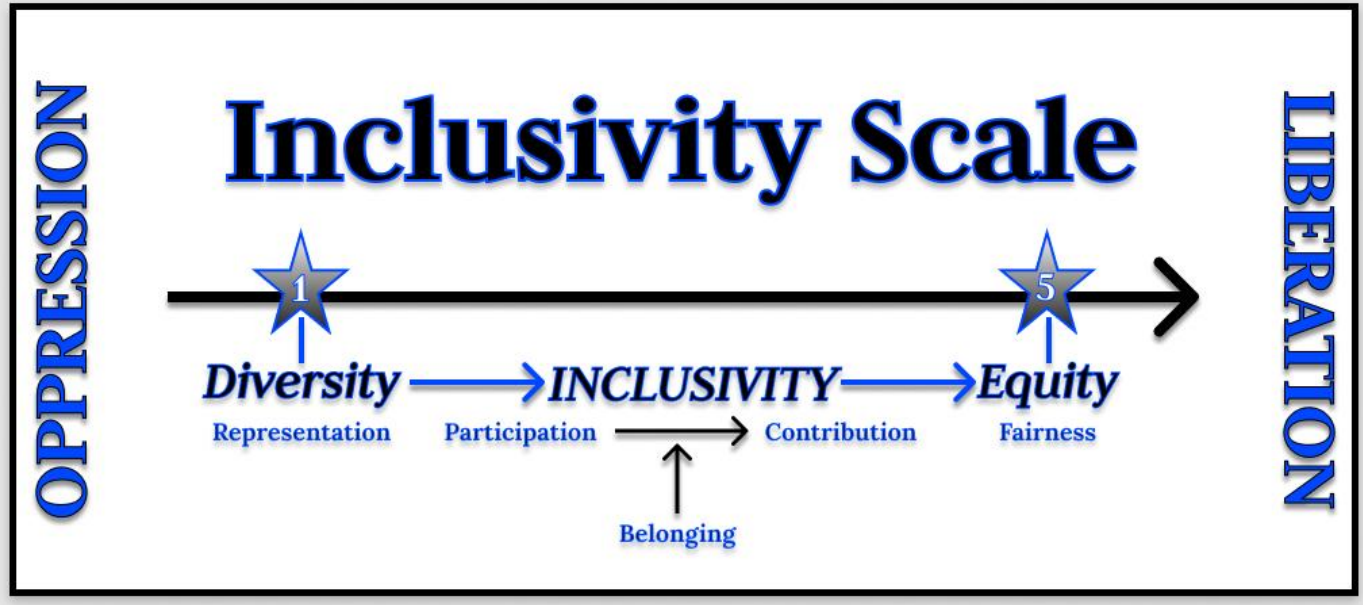 OPPRESSION
Inclusivity Scale
LIBERATION
1
5
Diversity
INCLUSIVITY
Equity
Representation
Participation
Contribution
Fairness
Belonging